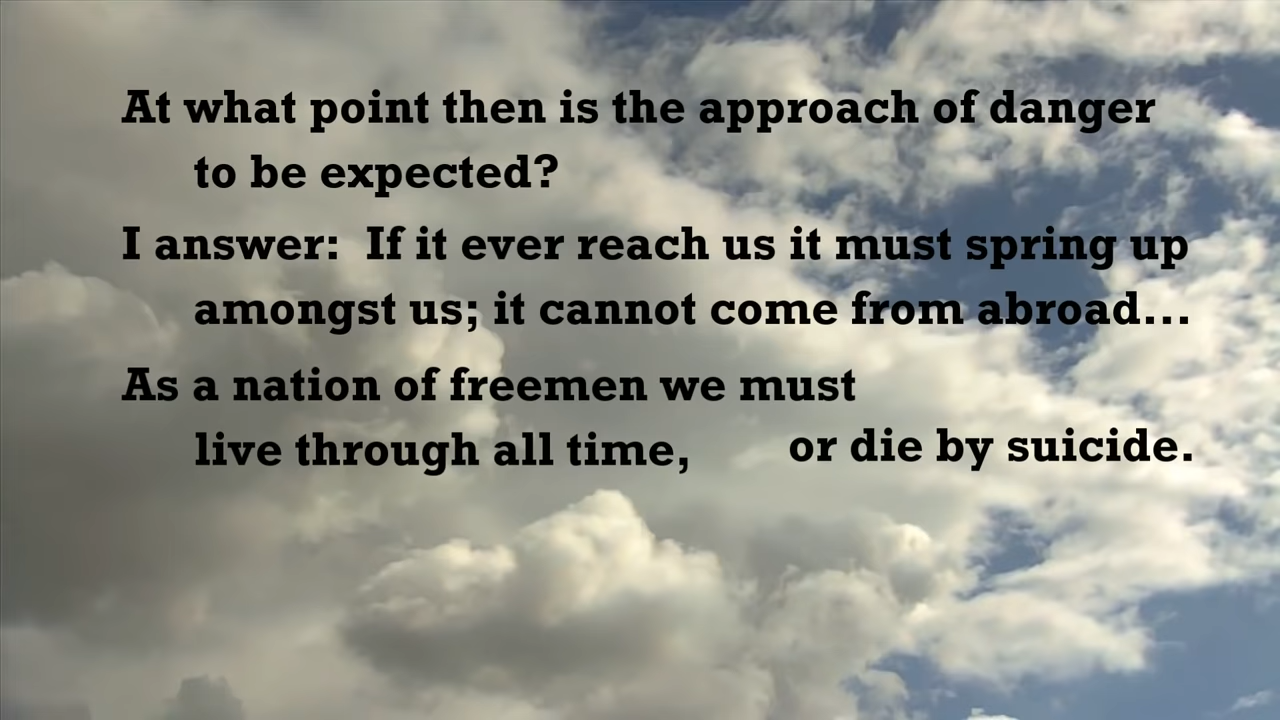 At what point then is the approach of danger
to be expected?
I answer:  If it ever reach us it must spring up
amongst us; it cannot come from abroad...
As a nation of freemen we must
live through all time, or die by suicide.